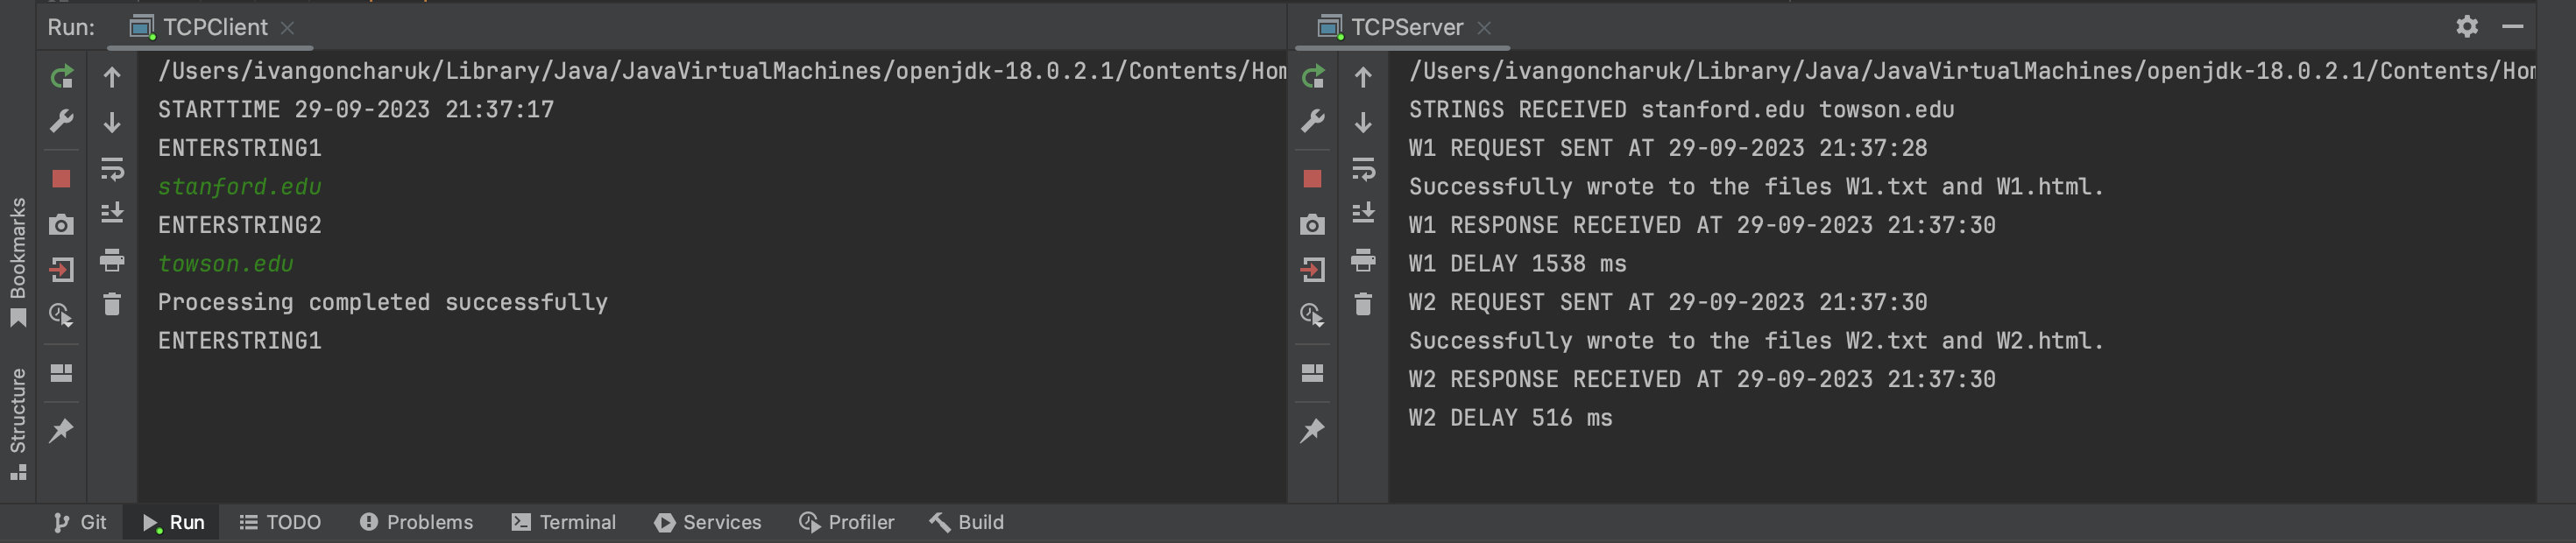 Run:
TCPClient
/Users/ivangoncharuk/Library/Java/JavaVirtualMachines/openjdk-18.0.2.1/Contents/Hom
STARTTIME 29-09-2023 21:37:17
ENTERSTRING1
stanford.edu
ENTERSTRING2
towson.edu
Processing completed successfully
ENTERSTRING1
TCPServer
/Users/ivangoncharuk/Library/Java/JavaVirtualMachines/openjdk-18.0.2.1/Contents/Hom
STRINGS RECEIVED stanford.edu towson.edu
W1 REQUEST SENT AT 29-09-2023 21:37:28
Successfully wrote to the files W1.txt and W1.html.
W1 RESPONSE RECEIVED AT 29-09-2023 21:37:30
W1 DELAY 1538 ms
W2 REQUEST SENT AT 29-09-2023 21:37:30
Successfully wrote to the files W2.txt and W2.html.
W2 RESPONSE RECEIVED AT 29-09-2023 21:37:30
W2 DELAY 516 ms
Bookmarks
Structure
Git Run TODO Problems Terminal Services Profiler Build